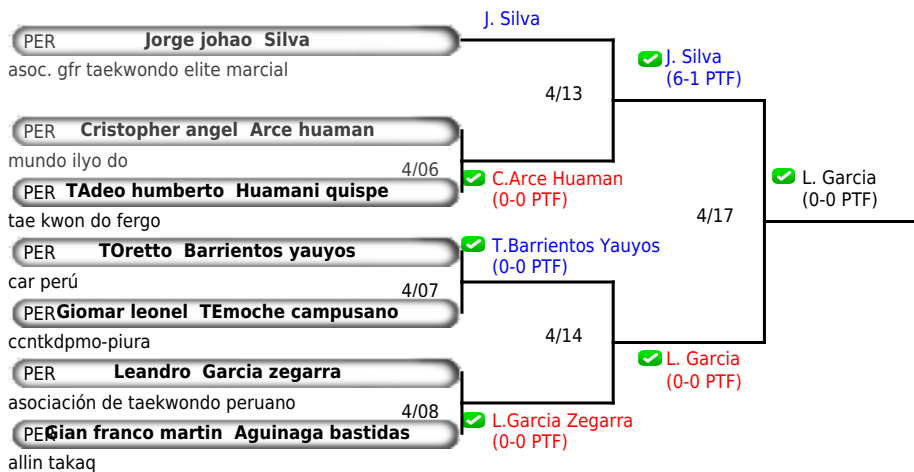 J. Silva
PER Jorge johao Silva
asoc. gfr taekwondo elite marcial
J. Silva
(6-1 PTF)
4/13
PER Cristopher angel Arce huaman
mundo ilyo do
4/06
C.Arce Huaman
(0-0 PTF)
L. Garcia
(0-0 PTF)
PER TAdeo humberto Huamani quispe
tae kwon do fergo
4/17
PER TOretto Barrientos yauyos
T.Barrientos Yauyos
(0-0 PTF)
car perú
4/07
PER Giomar leonel TEmoche campusano
ccntkdpmo-piura
4/14
L. Garcia
(0-0 PTF)
PER Leandro Garcia zegarra
asociación de taekwondo peruano
4/08
L.Garcia Zegarra
(0-0 PTF)
PER Gian franco martin Aguinaga bastidas
allin takaq